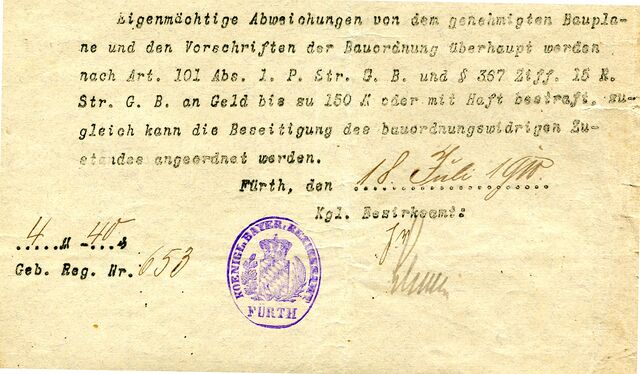 Eigenmächtige Abweichungen von dem genehmigten Baupla-
ne und den Vorschriften der Bauordnung überhaupt werden
nach Art. 101 Abs. 1. P. Str. G. B. und § 367 Ziff. 15 R.
Str. G. B. an Geld bis zu 150 M oder mit Haft bestraft, zu-
gleich kann die Beseitigung des bauordnungswidrigen Zu-
standes angeordnet werden.
Fürth, den 18. Juli 1910.
Kgl. Bezirksamt:
4 M 40 ₰
Geb. Reg. Nr. 653
KOENIGL. BAYER. BEZIRKSAMT
FÜRTH